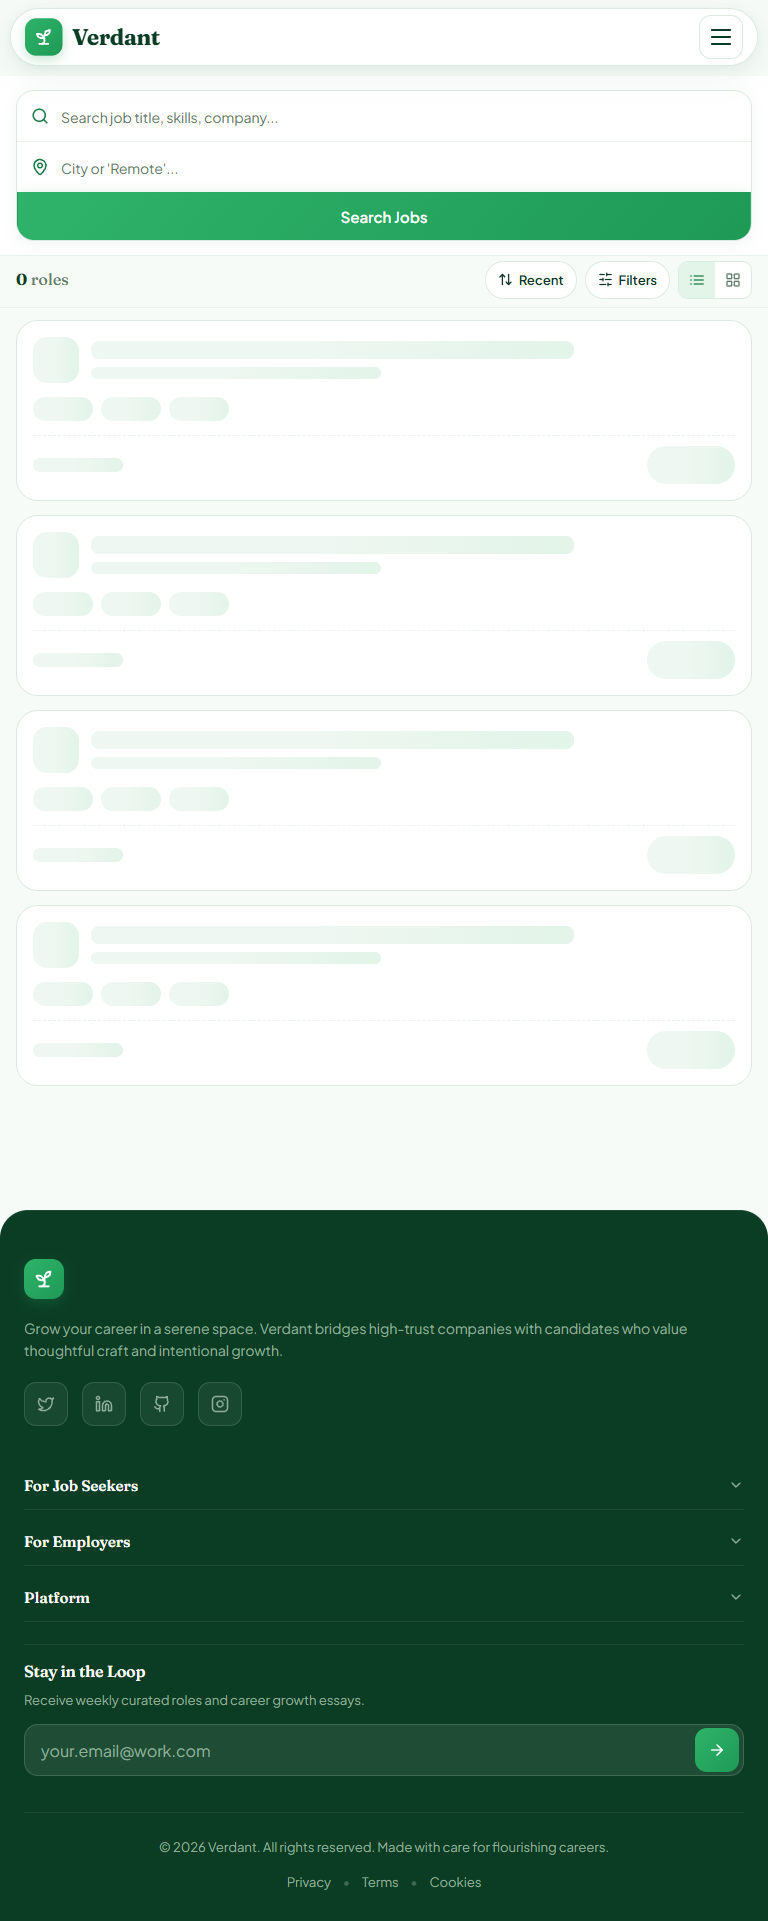 Verdant
Search job title, skills, company...
City or 'Remote'...
Search Jobs
0 roles
Recent
Filters
Grow your career in a serene space. Verdant bridges high-trust companies with candidates who value
thoughtful craft and intentional growth.
For Job Seekers
For Employers
Platform
Stay in the Loop
Receive weekly curated roles and career growth essays.
your.email@work.com
© 2026 Verdant. All rights reserved. Made with care for flourishing careers.
Privacy • Terms • Cookies